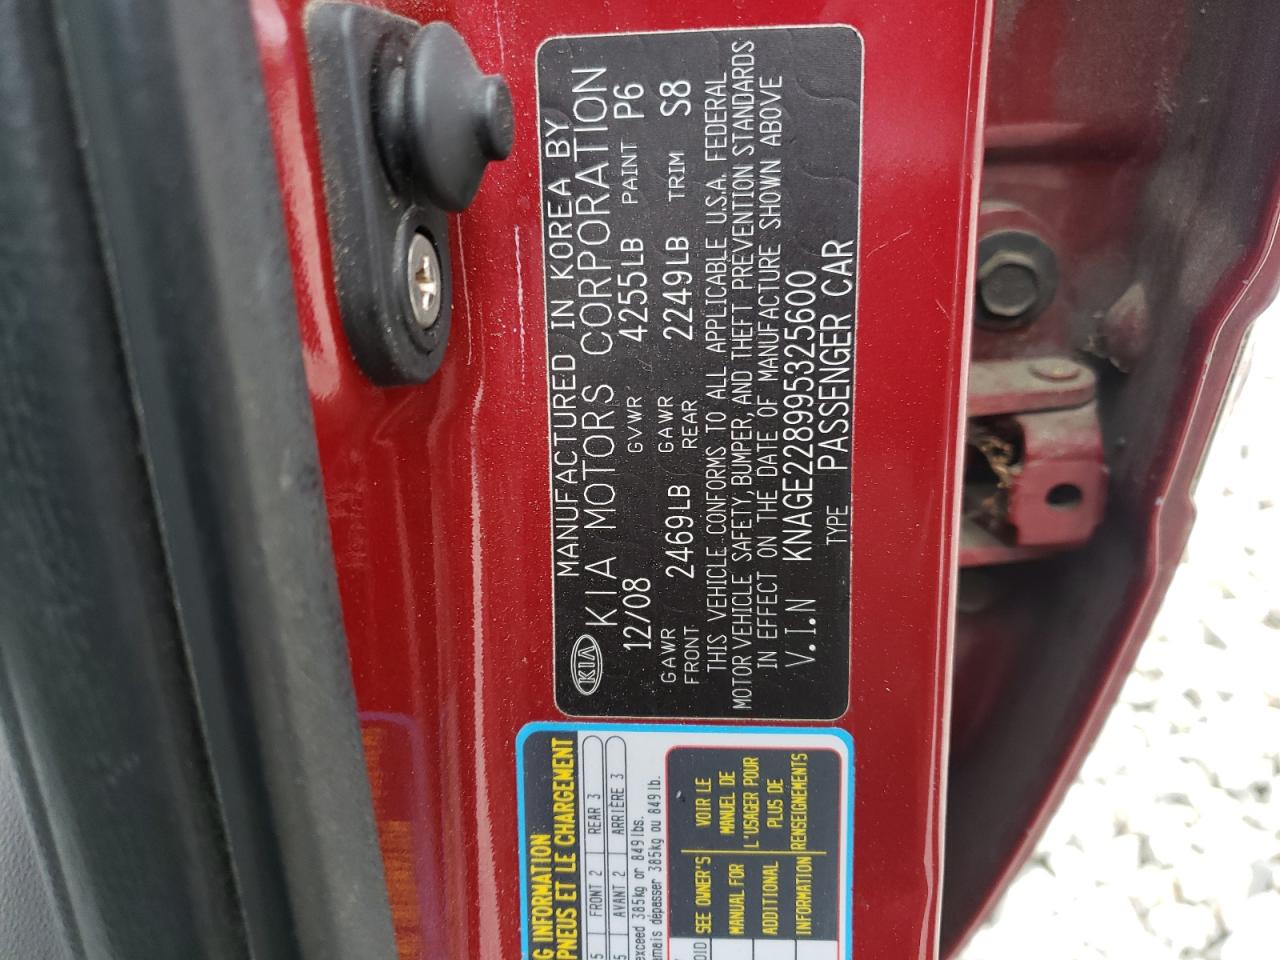 MANUFACTURED IN KOREA BY
KIA KIA MOTORS CORPORATION
12/08 GVWR 4255LB PAINT P6
GAWR FRONT 2469LB GAWR REAR 2249LB TRIM S8
THIS VEHICLE CONFORMS TO ALL APPLICABLE U.S.A. FEDERAL
MOTOR VEHICLE SAFETY, BUMPER, AND THEFT PREVENTION STANDARDS
IN EFFECT ON THE DATE OF MANUFACTURE SHOWN ABOVE
V.I.N KNAGE228995325600
TYPE PASSENGER CAR
INFORMATION
PNEUS ET LE CHARGEMENT
5 FRONT 2 REAR 3
5 AVANT 2 ARRIÈRE 3
exceed 385kg or 849lbs.
amais dépasser 385kg ou 849lb.
SEE OWNER'S
MANUAL FOR
ADDITIONAL
INFORMATION
VOIR LE
MANUEL DE
L'USAGER POUR
PLUS DE
RENSEIGNEMENTS